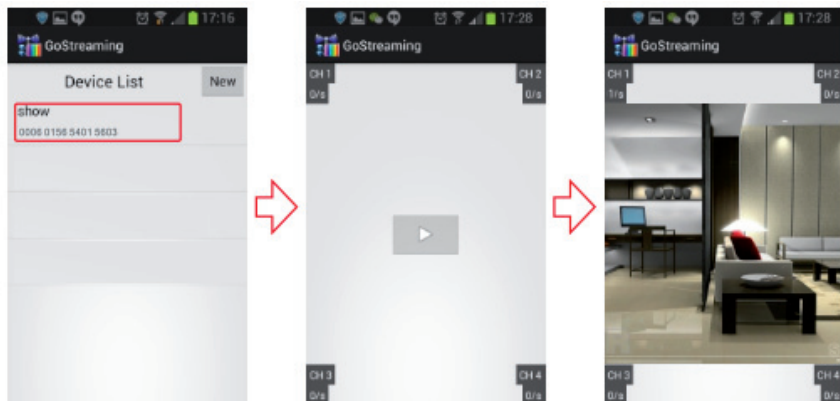 17:16
GoStreaming
Device List
New
show
0006 0156 5401 5603
17:28
GoStreaming
CH 1
CH 2
0/s
0/s
CH 3
CH 4
0/s
0/s
17:28
GoStreaming
CH 1
CH 2
1/s
0/s
CH 3
CH 4
0/s
0/s